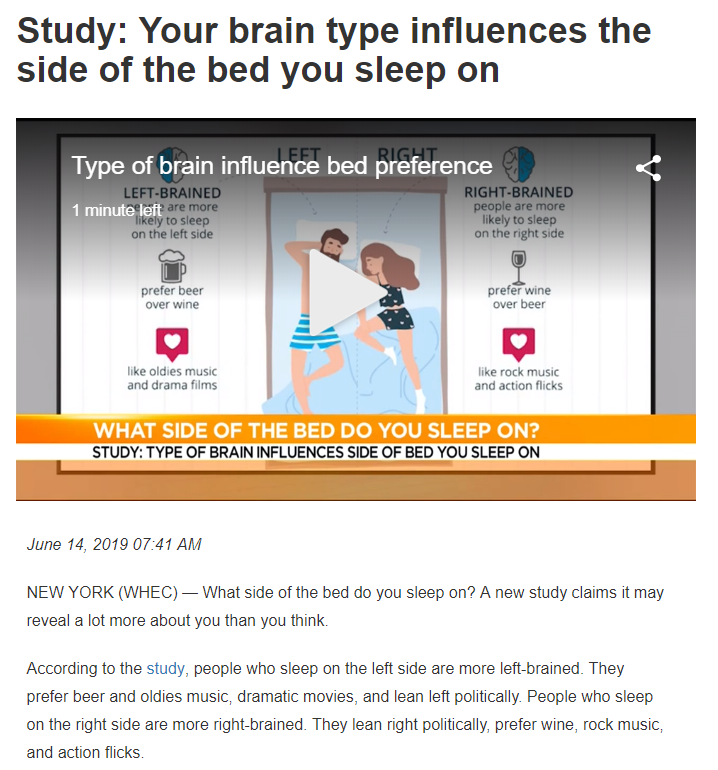 Study: Your brain type influences the
side of the bed you sleep on
LEFT RIGHT
Type of brain influence bed preference
1 minute left
LEFT-BRAINED
people are more
likely to sleep
on the left side
prefer beer
over wine
like oldies music
and drama films
RIGHT-BRAINED
people are more
likely to sleep
on the right side
prefer wine
over beer
like rock music
and action flicks
WHAT SIDE OF THE BED DO YOU SLEEP ON?
STUDY: TYPE OF BRAIN INFLUENCES SIDE OF BED YOU SLEEP ON
June 14, 2019 07:41 AM
NEW YORK (WHEC) — What side of the bed do you sleep on? A new study claims it may
reveal a lot more about you than you think.
According to the study, people who sleep on the left side are more left-brained. They
prefer beer and oldies music, dramatic movies, and lean left politically. People who sleep
on the right side are more right-brained. They lean right politically, prefer wine, rock music,
and action flicks.